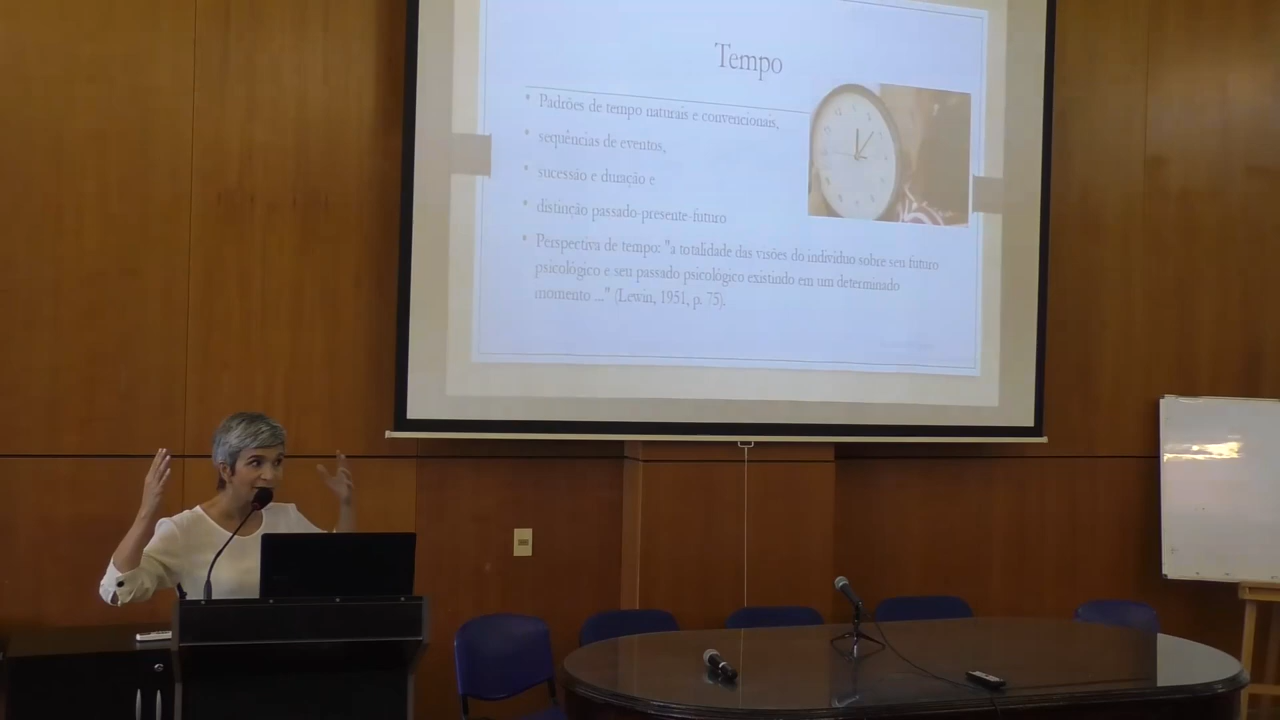 Tempo
• Padrões de tempo naturais e convencionais,
• sequências de eventos,
• sucessão e duração e
• distinção passado-presente-futuro
• Perspectiva de tempo: "a totalidade das visões do indivíduo sobre seu futuro
psicológico e seu passado psicológico existindo em um determinado
momento ..." (Lewin, 1951, p. 75).